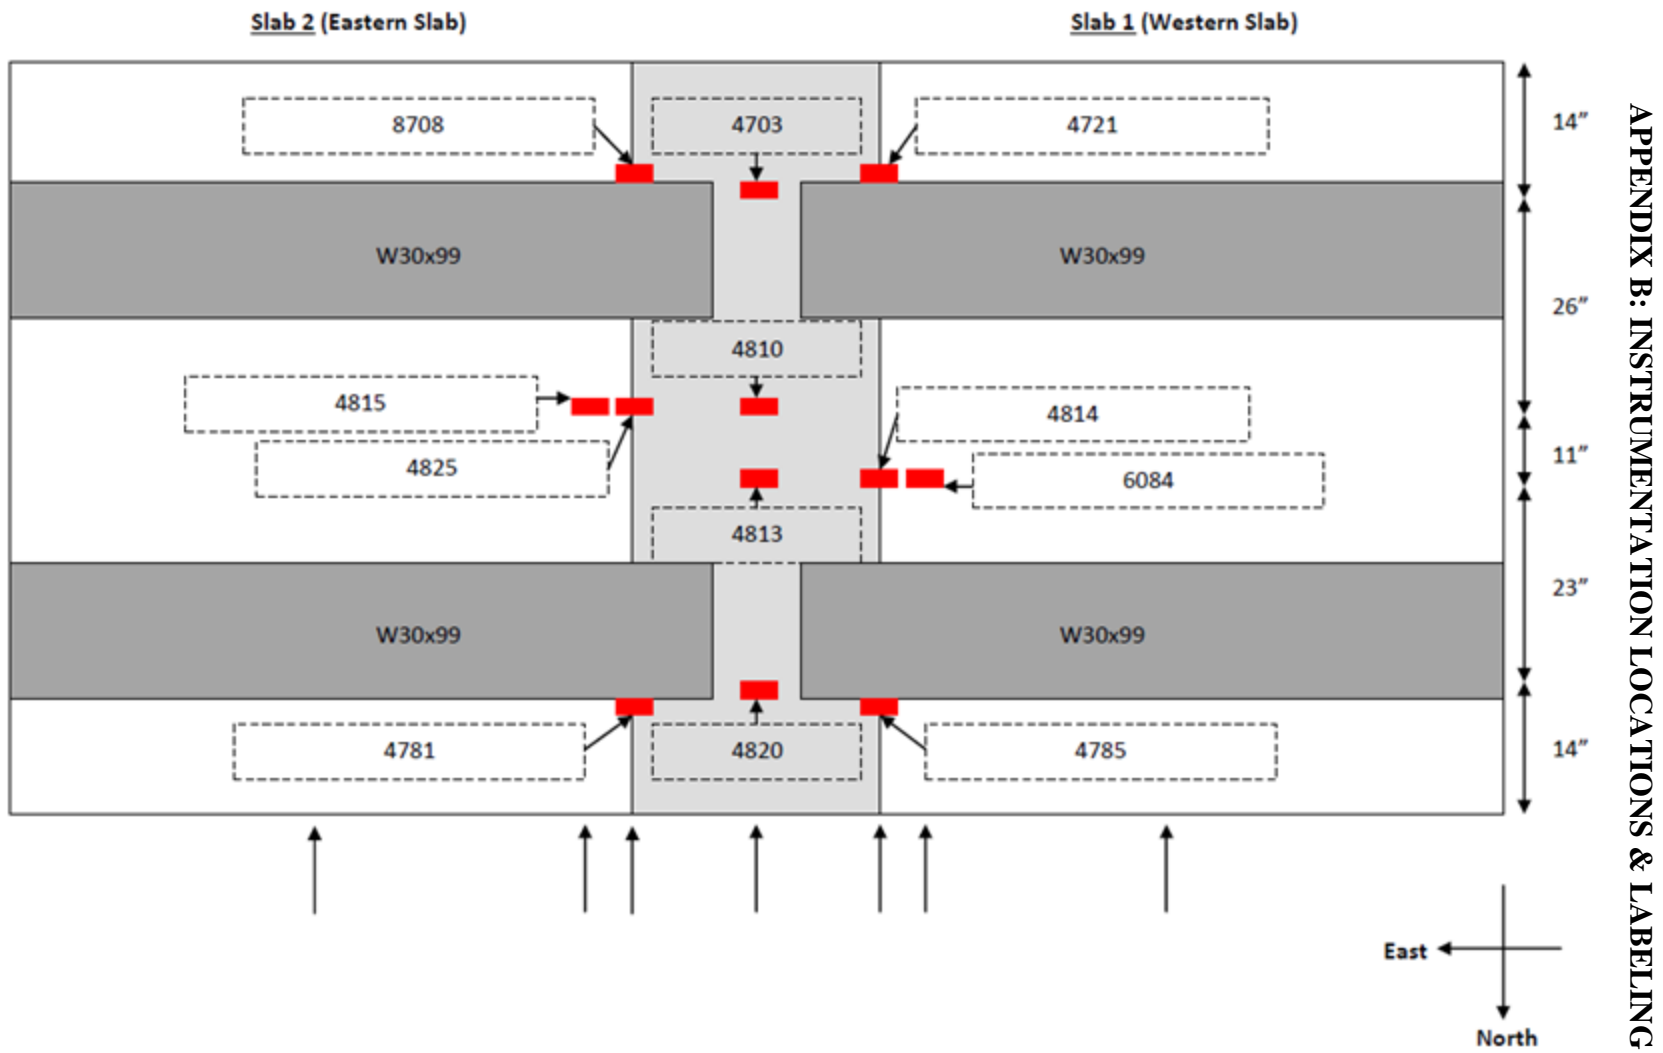 Slab 2 (Eastern Slab)
Slab 1 (Western Slab)
8708
4703
4721
14”
W30x99
W30x99
26”
4810
4815
4814
4825
11”
6084
4813
23”
W30x99
W30x99
4781
4820
4785
14”
East
North
APPENDIX B: INSTRUMENTATION LOCATIONS & LABELING